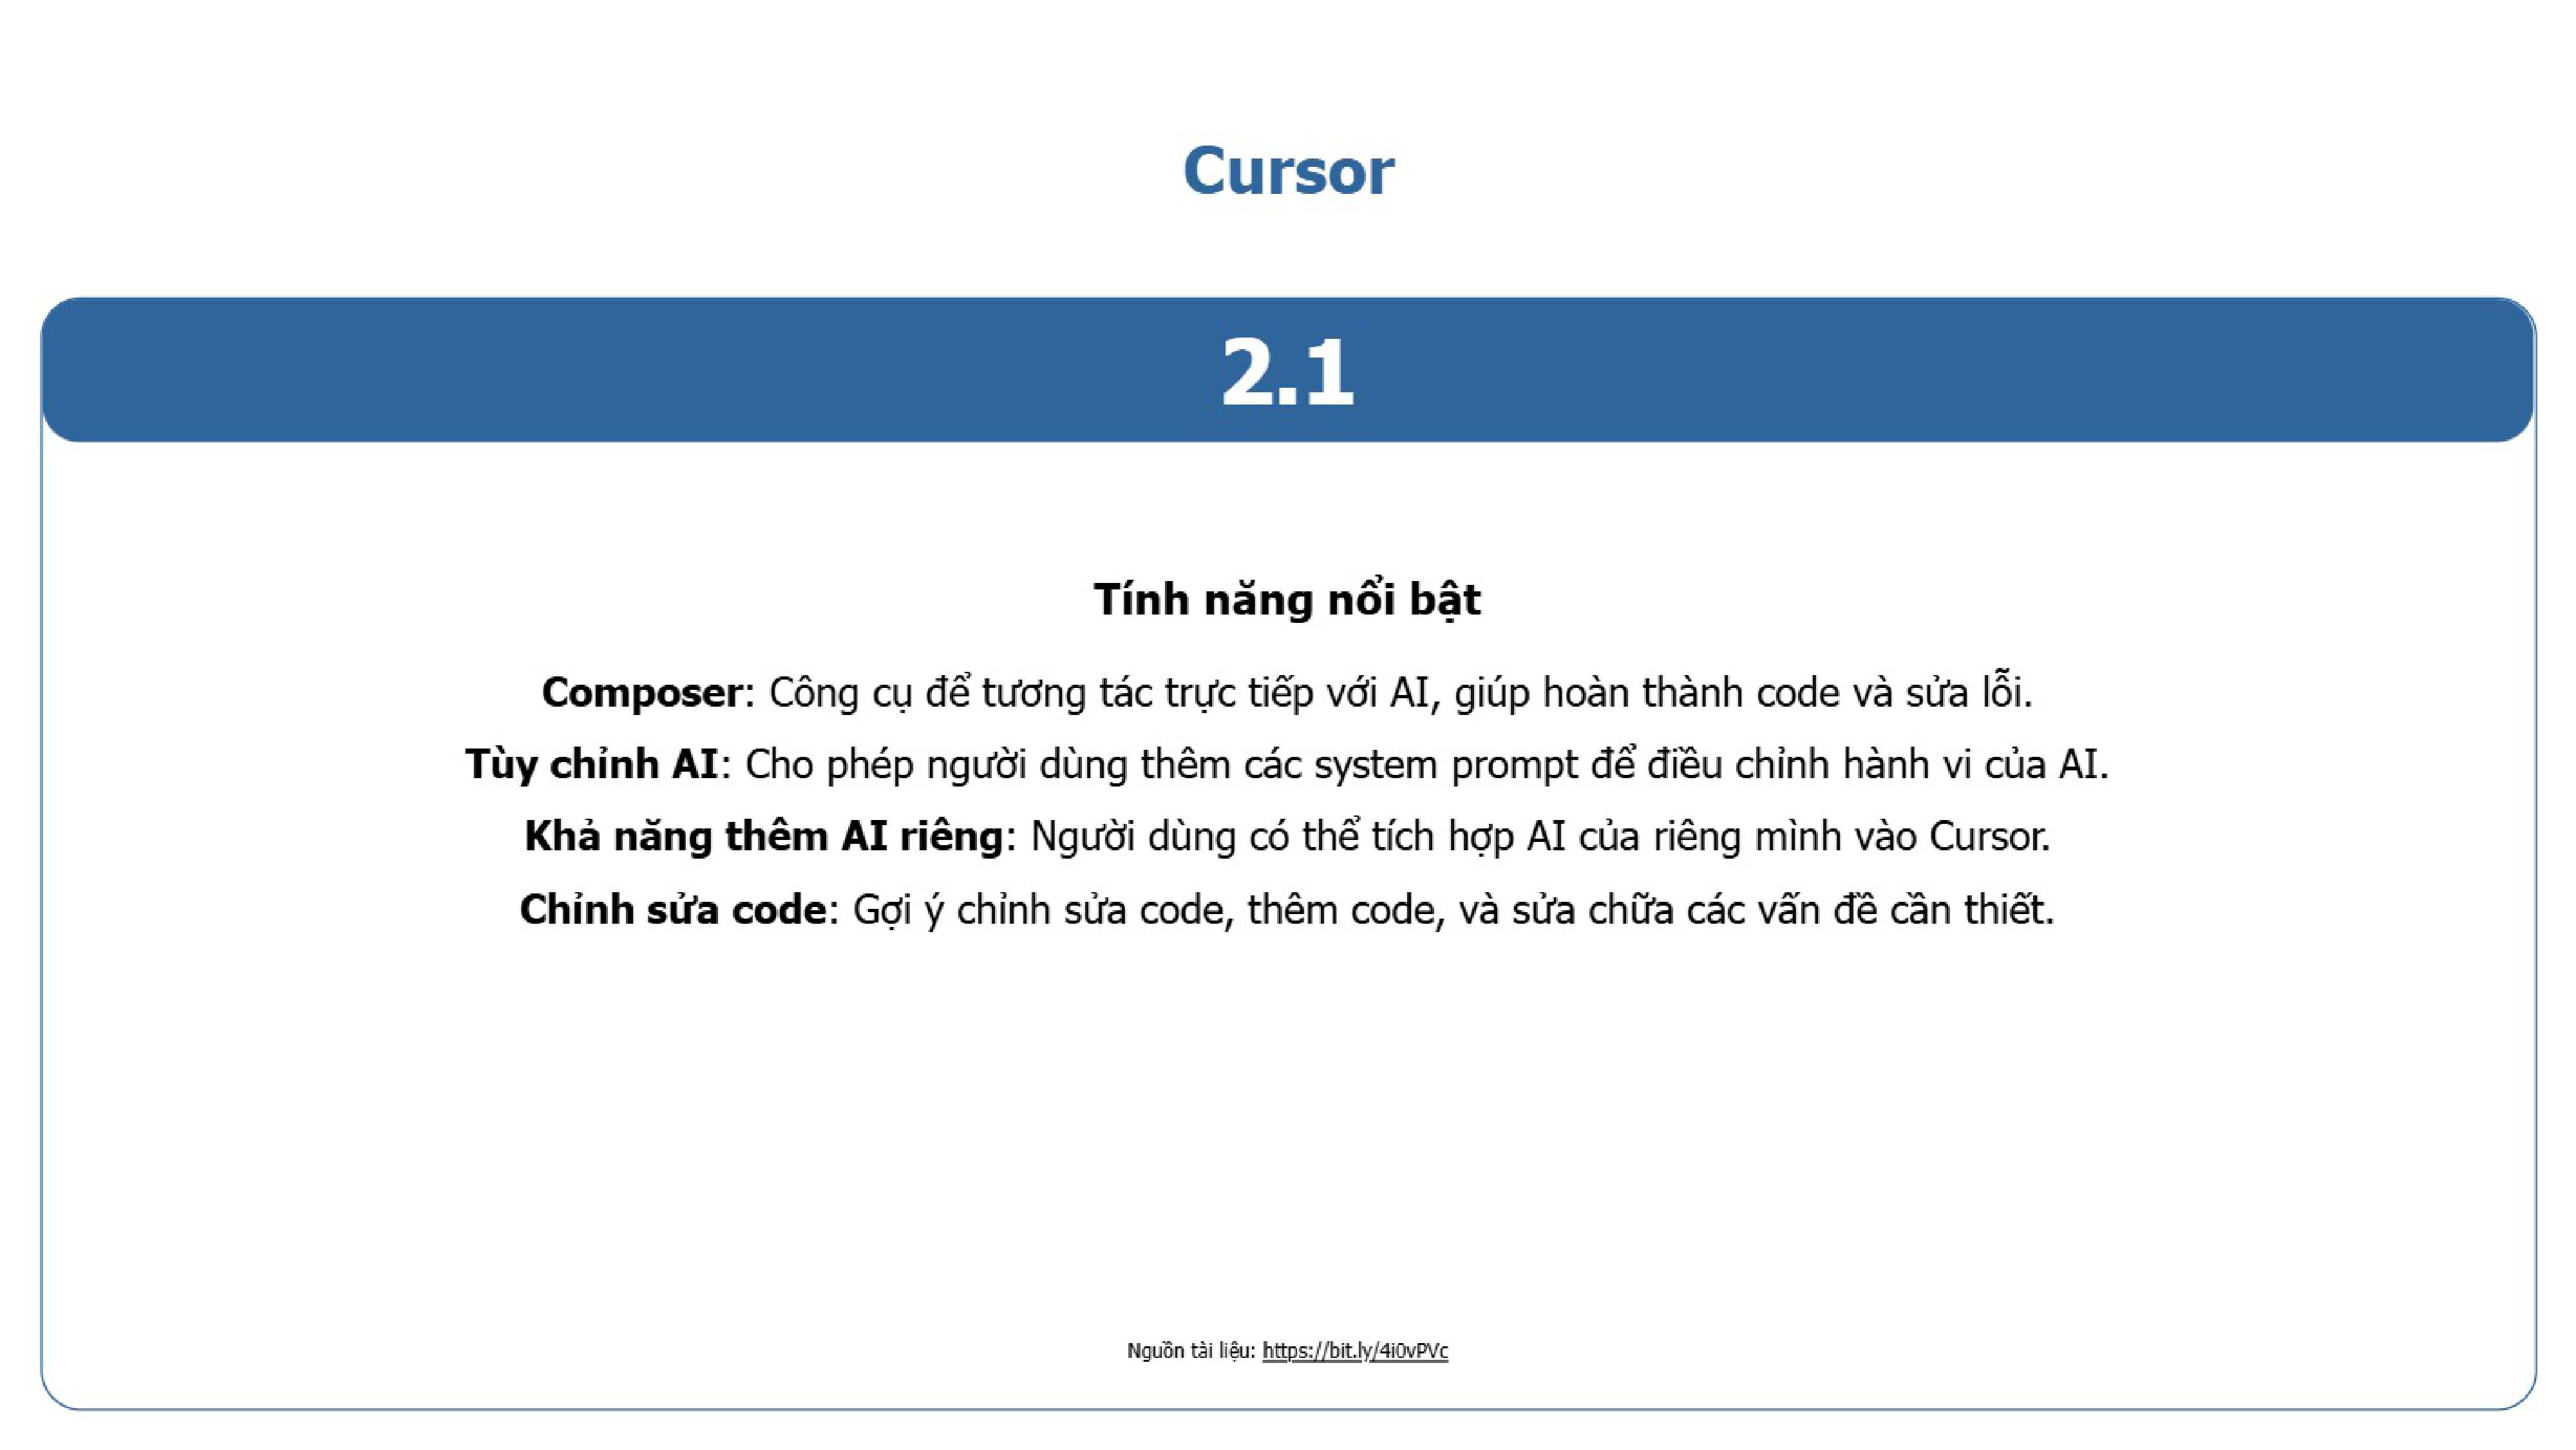 Cursor
2.1
Tính năng nổi bật
Composer: Công cụ để tương tác trực tiếp với AI, giúp hoàn thành code và sửa lỗi.
Tùy chỉnh AI: Cho phép người dùng thêm các system prompt để điều chỉnh hành vi của AI.
Khả năng thêm AI riêng: Người dùng có thể tích hợp AI của riêng mình vào Cursor.
Chỉnh sửa code: Gợi ý chỉnh sửa code, thêm code, và sửa chữa các vấn đề cần thiết.
Nguồn tài liệu: https://bit.ly/4i0vPVc